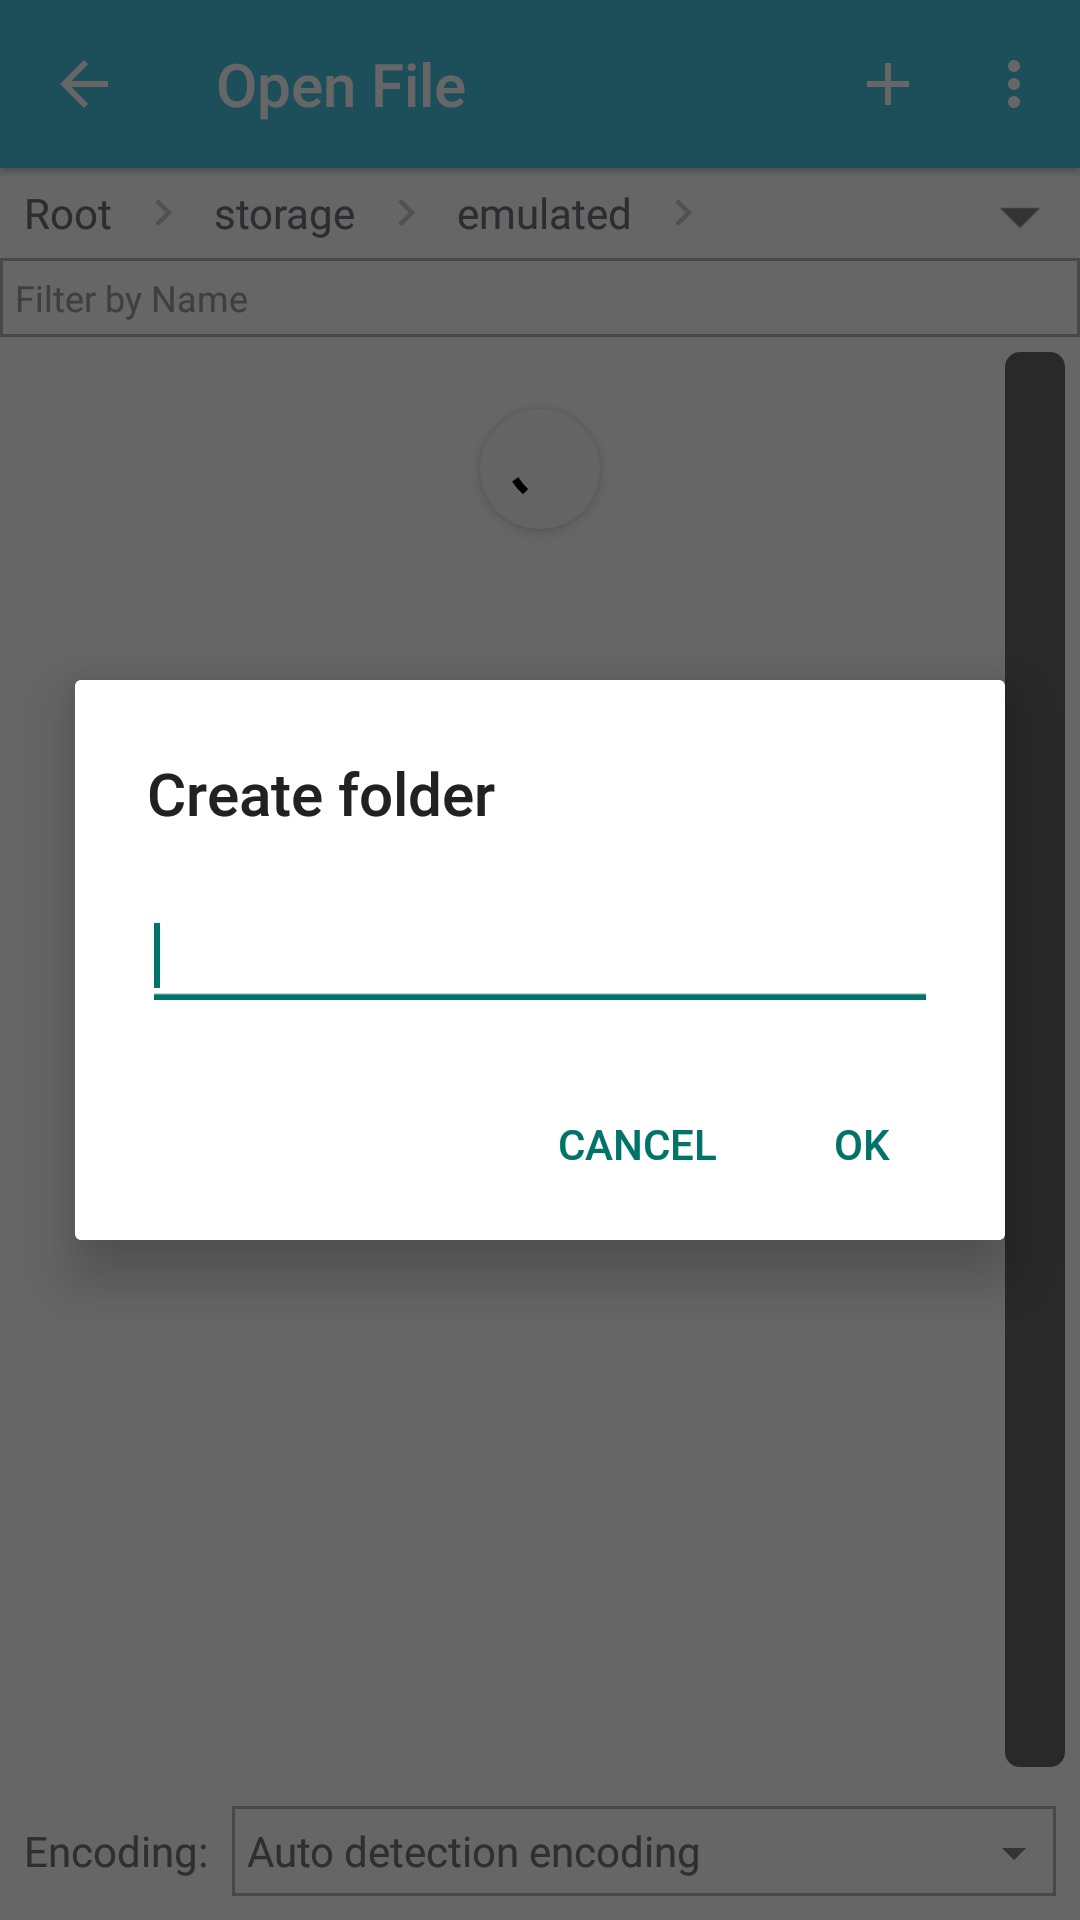 Open File
Root storage emulated
Filter by Name
Create folder
CANCEL OK
Encoding: Auto detection encoding